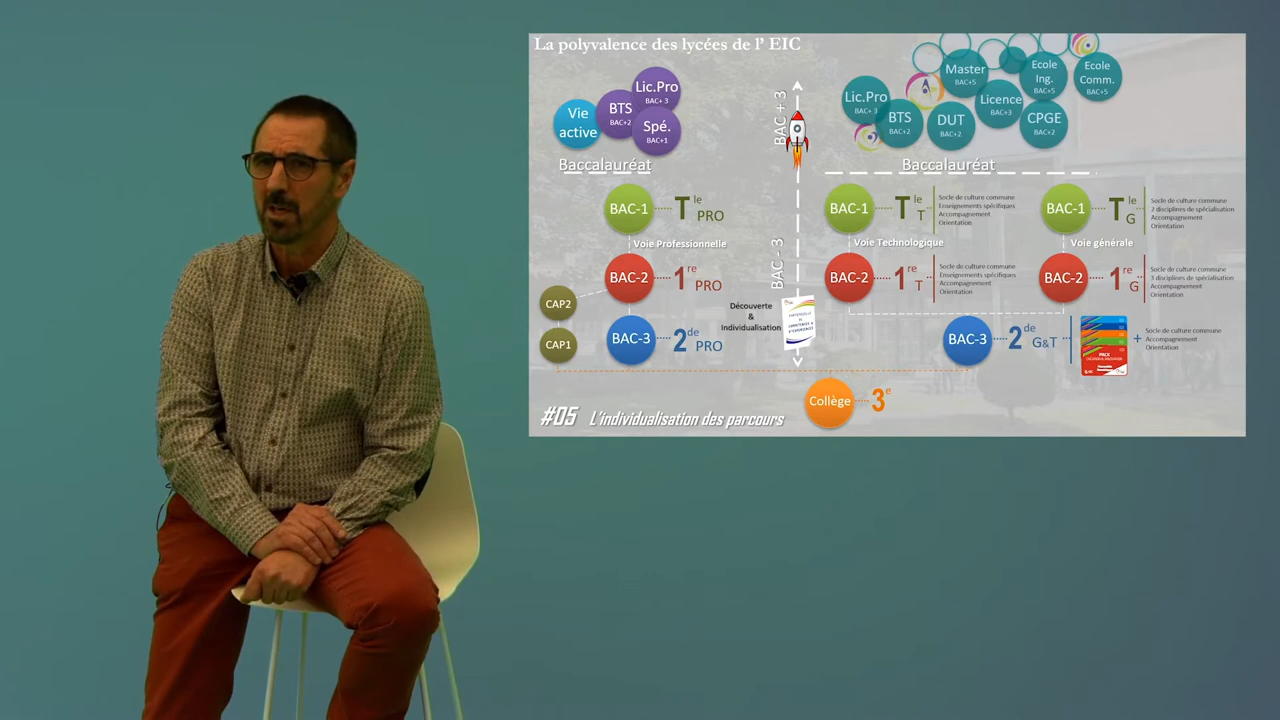 La polyvalence des lycées de l' EIC
Vie
active
BTS
BAC+2
Lic.Pro
BAC+ 3
Spé.
BAC+1
Baccalauréat
BAC-1
T le
PRO
Voie Professionnelle
BAC-2
1 re
PRO
CAP2
CAP1
BAC-3
2 de
PRO
BAC + 3
BAC - 3
Découverte
&
Individualisation
Lic.Pro
BAC+ 3
BTS
BAC+2
Master
BAC+5
DUT
BAC+2
Licence
BAC+3
Ecole
Ing.
BAC+5
CPGE
BAC+2
Ecole
Comm.
BAC+5
Baccalauréat
BAC-1
T le
T
Socle de culture commune
Enseignements spécifiques
Accompagnement
Orientation
BAC-1
T le
G
Socle de culture commune
2 disciplines de spécialisation
Accompagnement
Orientation
Voie Technologique
Voie générale
BAC-2
1 re
T
Socle de culture commune
Enseignements spécifiques
Accompagnement
Orientation
BAC-2
1 re
G
Socle de culture commune
3 disciplines de spécialisation
Accompagnement
Orientation
BAC-3
2 de
G&T
PACK
+
Socle de culture commune
Accompagnement
Orientation
Collège
3 e
#05 L'individualisation des parcours